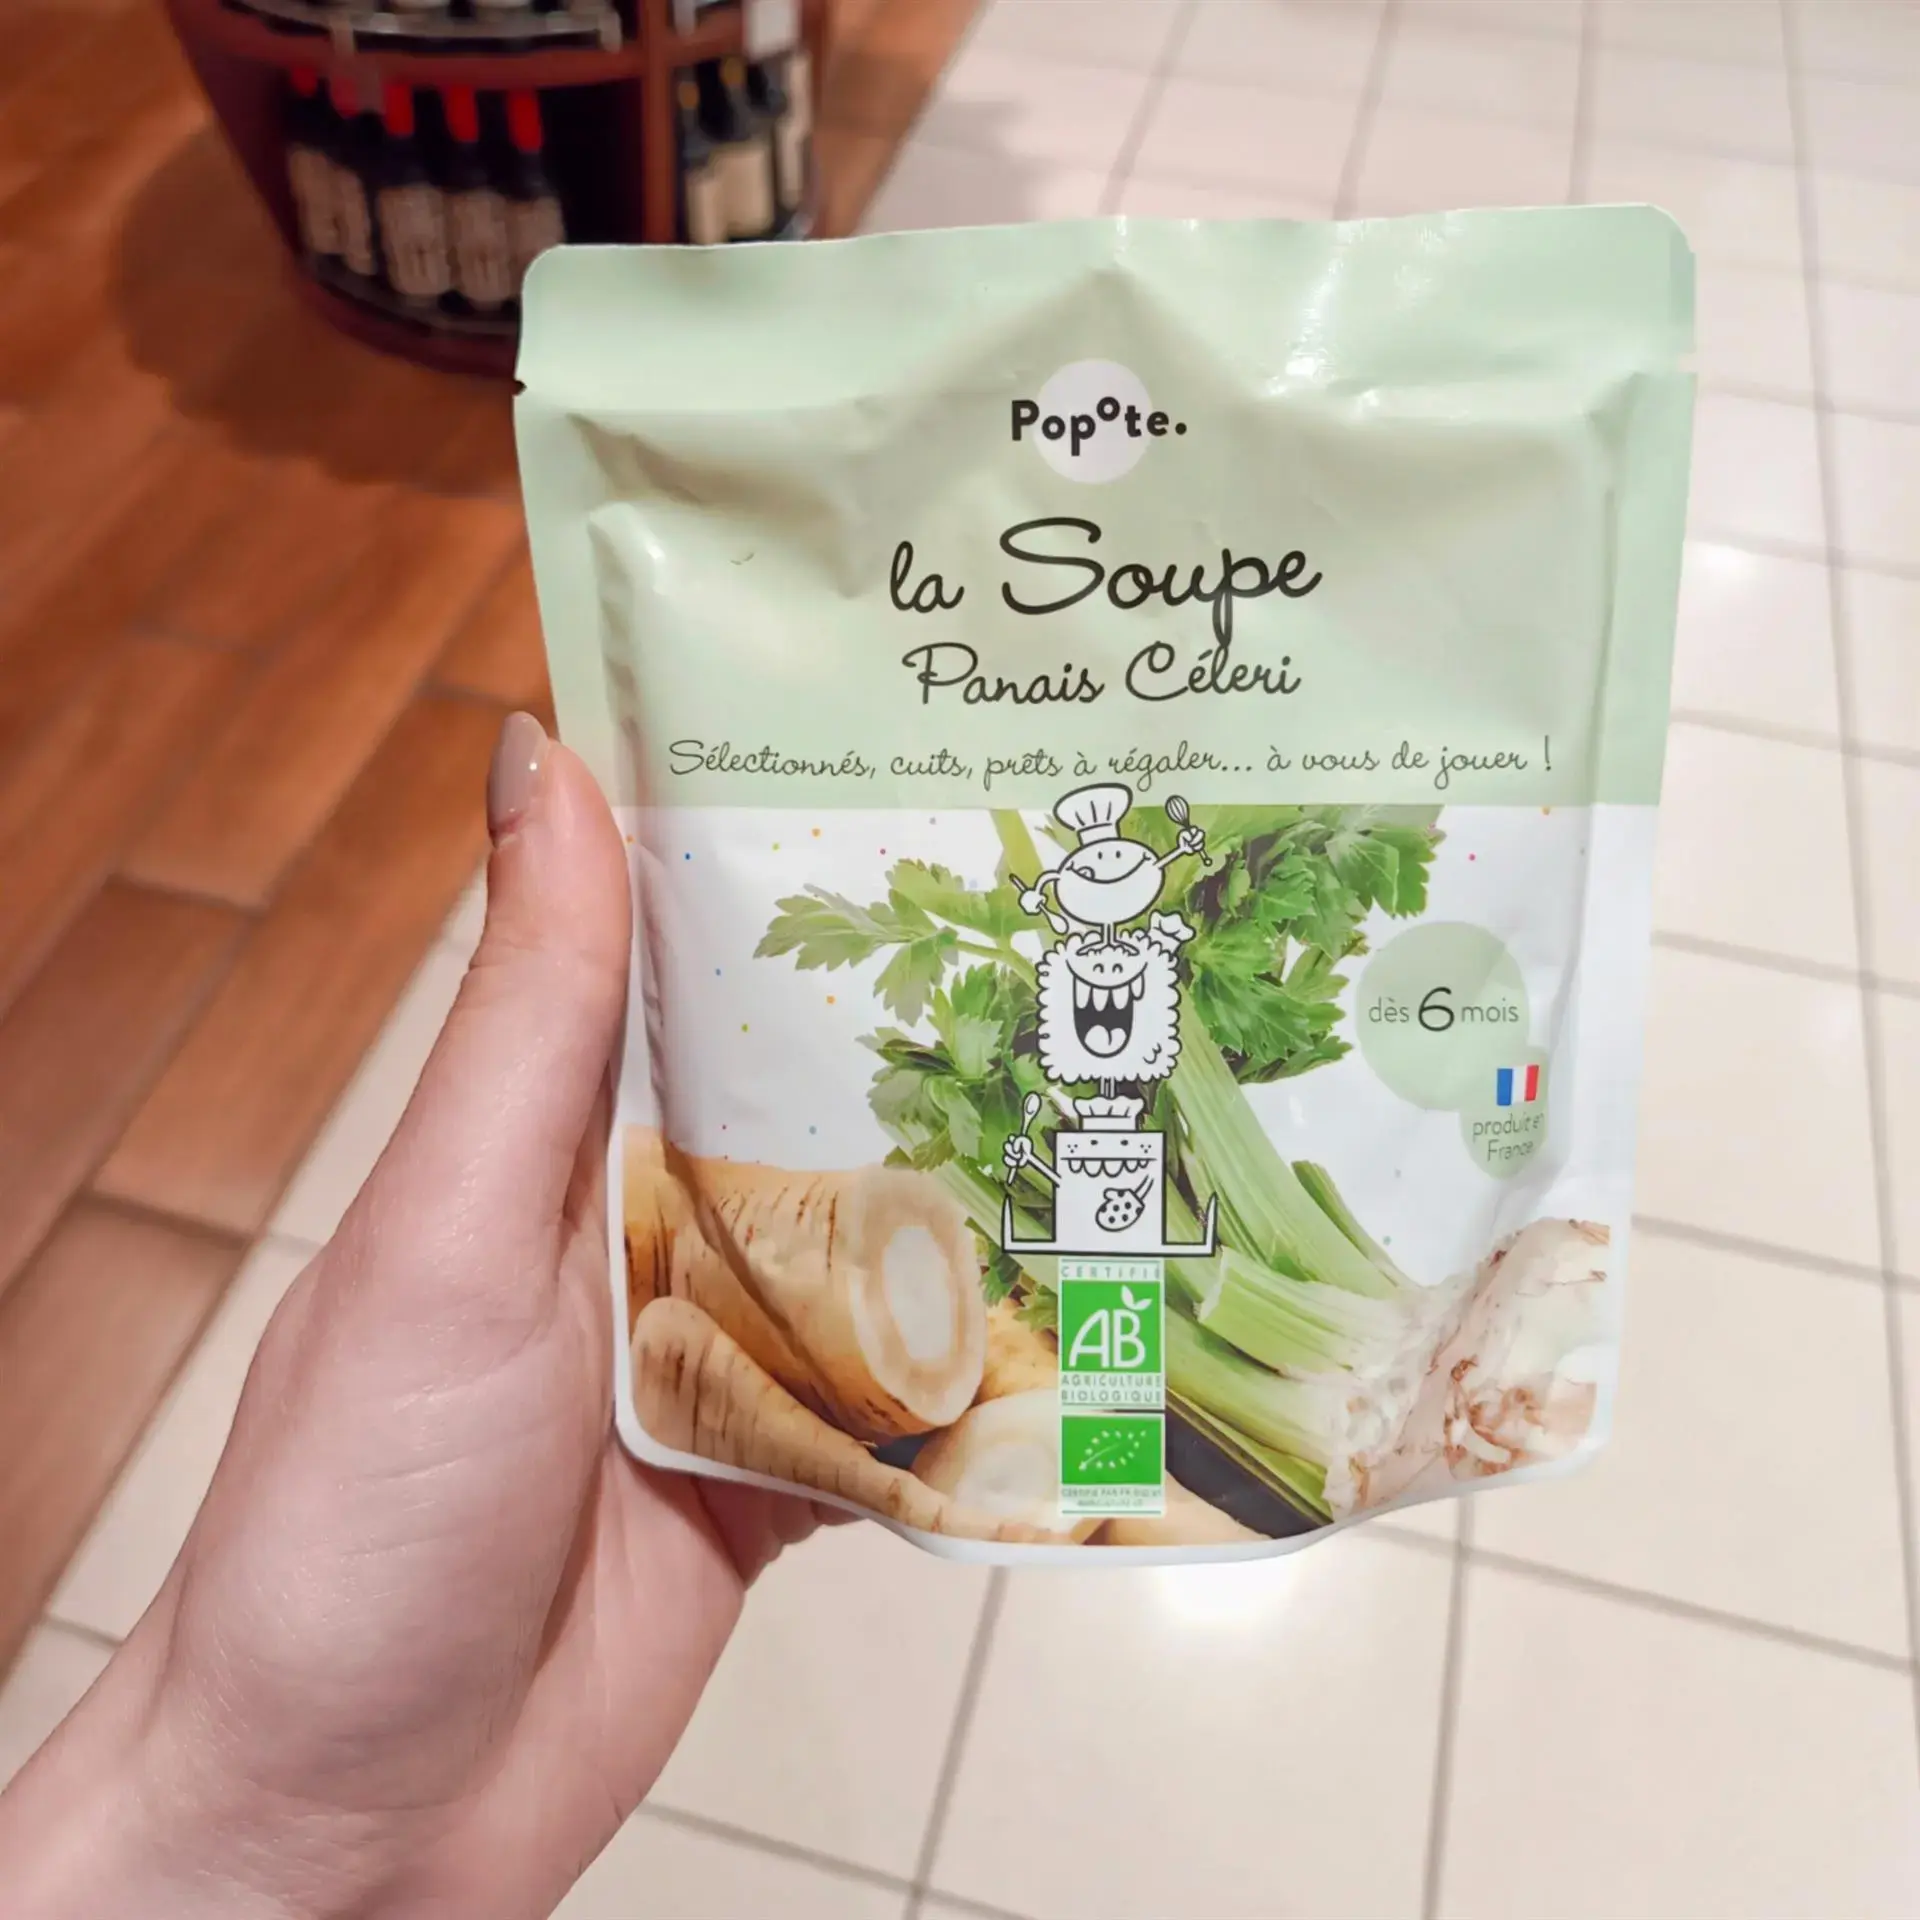 Popote.
la Soupe
Panais Céleri
Sélectionnés, cuits, prêts à régaler... à vous de jouer !
dès 6 mois
produit en
France
CERTIFIÉ
AB
AGRICULTURE
BIOLOGIQUE